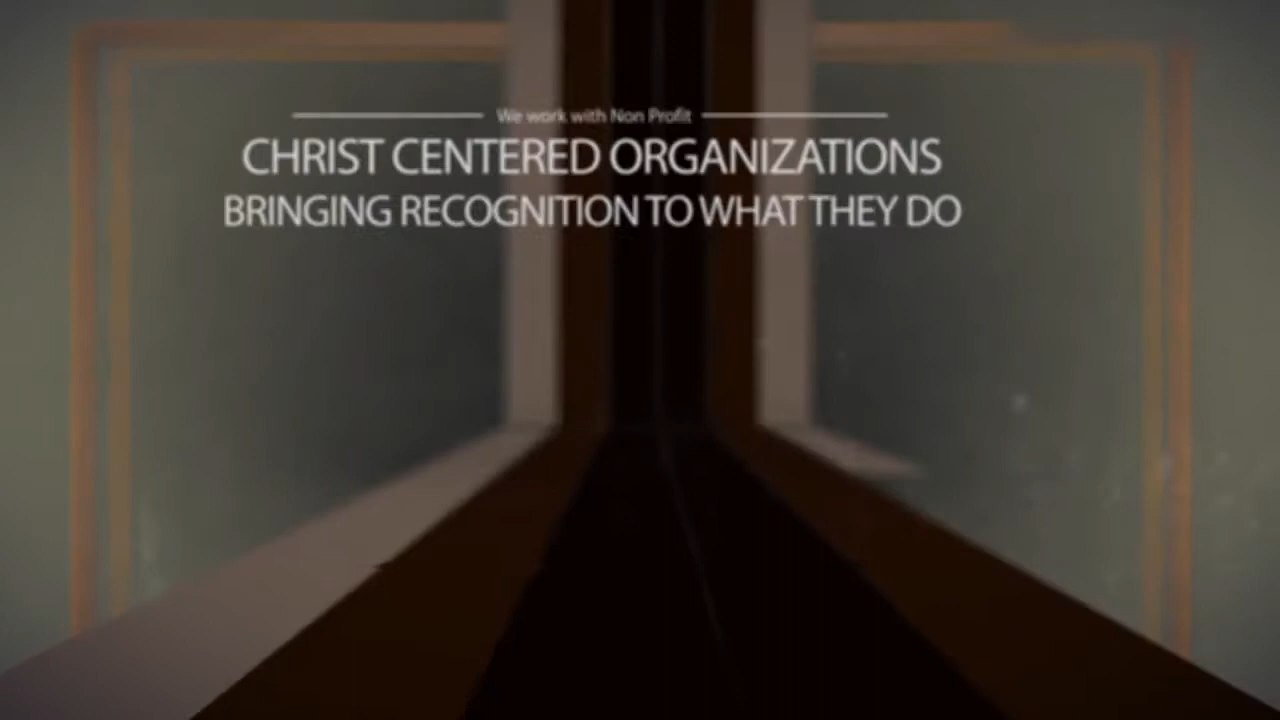 We work with Non Profit
CHRIST CENTERED ORGANIZATIONS
BRINGING RECOGNITION TO WHAT THEY DO